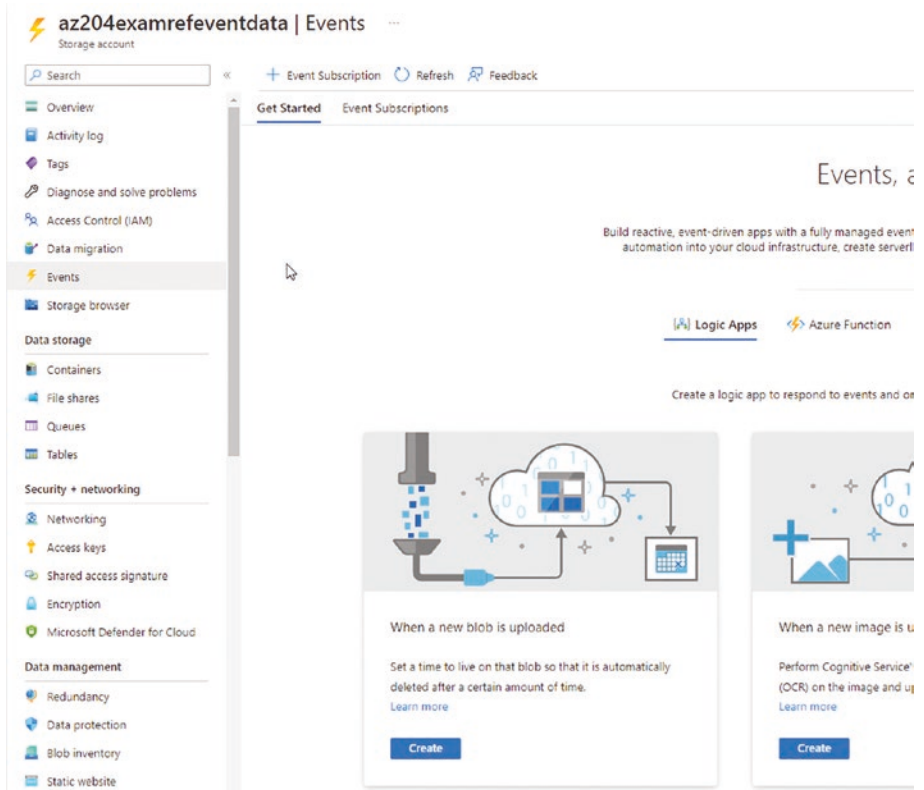 az204examrefeventdata | Events ...
Storage account
Search
«
+ Event Subscription Refresh Feedback
Overview
Activity log
Tags
Diagnose and solve problems
Access Control (IAM)
Data migration
Events
Storage browser
Data storage
Containers
File shares
Queues
Tables
Security + networking
Networking
Access keys
Shared access signature
Encryption
Microsoft Defender for Cloud
Data management
Redundancy
Data protection
Blob inventory
Static website
Get Started Event Subscriptions
Events, a
Build reactive, event-driven apps with a fully managed event
automation into your cloud infrastructure, create serverl
Logic Apps Azure Function
Create a logic app to respond to events and or
When a new blob is uploaded
Set a time to live on that blob so that it is automatically
deleted after a certain amount of time.
Learn more
Create
When a new image is u
Perform Cognitive Service'
(OCR) on the image and up
Learn more
Create